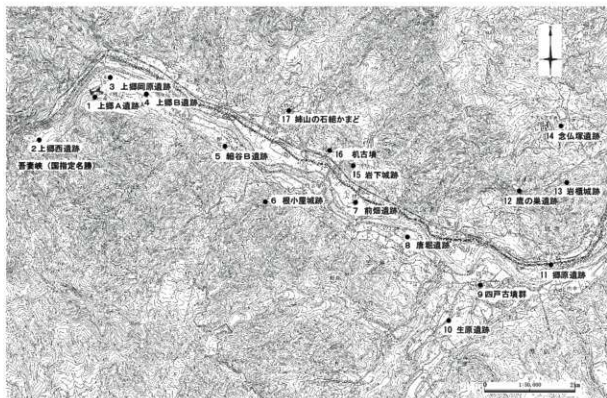 3 上郷岡原遺跡
1 上郷A遺跡
4 上郷B遺跡
17 姉山の石組かまど
14 念仏塚遺跡
2上郷西遺跡
吾妻峡（国指定名勝）
5 細谷B遺跡
16 机古墳
15 岩下城跡
13 岩櫃城跡
12 鷹の巣遺跡
6 根小屋城跡
7 前畑遺跡
8 唐堀遺跡
11 郷原遺跡
9四戸古墳群
10 生原遺跡
0 1:50,000 2km